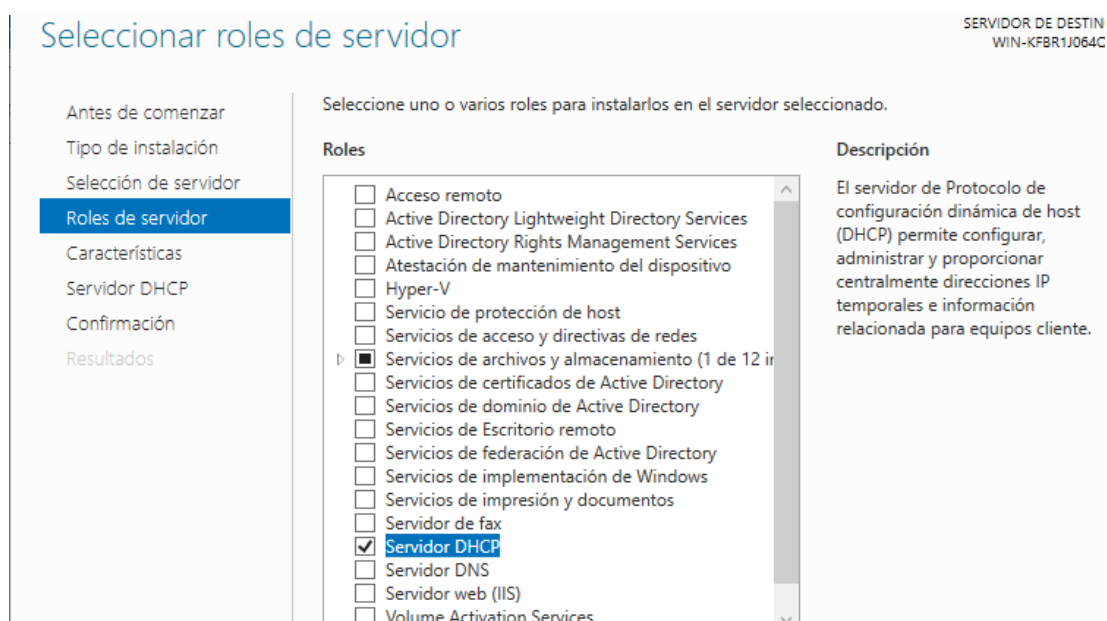 Seleccionar roles de servidor
SERVIDOR DE DESTIN
WIN-KFBR1J064C
Antes de comenzar
Tipo de instalación
Selección de servidor
Roles de servidor
Características
Servidor DHCP
Confirmación
Resultados
Seleccione uno o varios roles para instalarlos en el servidor seleccionado.
Roles
Acceso remoto
Active Directory Lightweight Directory Services
Active Directory Rights Management Services
Atestación de mantenimiento del dispositivo
Hyper-V
Servicio de protección de host
Servicios de acceso y directivas de redes
Servicios de archivos y almacenamiento (1 de 12 in
Servicios de certificados de Active Directory
Servicios de dominio de Active Directory
Servicios de Escritorio remoto
Servicios de federación de Active Directory
Servicios de implementación de Windows
Servicios de impresión y documentos
Servidor de fax
Servidor DHCP
Servidor DNS
Servidor web (IIS)
Volume Activation Services
Descripción
El servidor de Protocolo de
configuración dinámica de host
(DHCP) permite configurar,
administrar y proporcionar
centralmente direcciones IP
temporales e información
relacionada para equipos cliente.